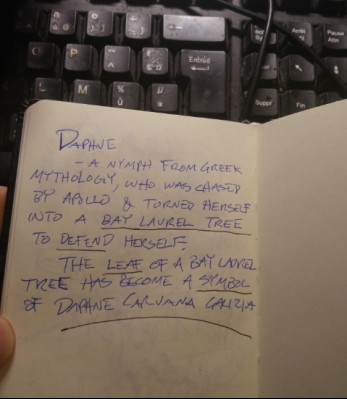 Entrée
Suppr
Fin
Pause
P
L
M
DAPHNE
- A NYMPH FROM GREEK
MYTHOLOGY, WHO WAS CHASED
BY APOLLO & TURNED HERSELF
INTO A BAY LAUREL TREE
TO DEFEND HERSELF.
THE LEAF OF A BAY LAUREL
TREE HAS BECOME A SYMBOL
OF DAPHNE CARUANA GALIZIA